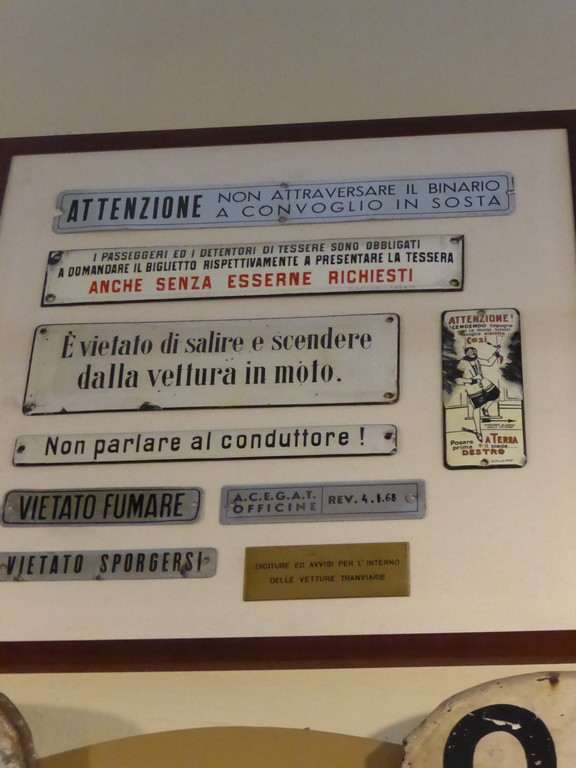 ATTENZIONE NON ATTRAVERSARE IL BINARIO
A CONVOGLIO IN SOSTA
I PASSEGGERI ED I DETENTORI DI TESSERE SONO OBBLIGATI
A DOMANDARE IL BIGLIETTO RISPETTIVAMENTE A PRESENTARE LA TESSERA
ANCHE SENZA ESSERNE RICHIESTI
È vietato di salire e scendere
dalla vettura in moto.
ATTENZIONE!
SCENDENDO
Così
Posare A TERRA
prima il piede
DESTRO
Non parlare al conduttore!
VIETATO FUMARE
A.C.E.G.A.T.
OFFICINE
REV. 4.1.68
VIETATO SPORGERSI
DICITURE ED AVVISI PER L'INTERNO
DELLE VETTURE TRANVIARIE